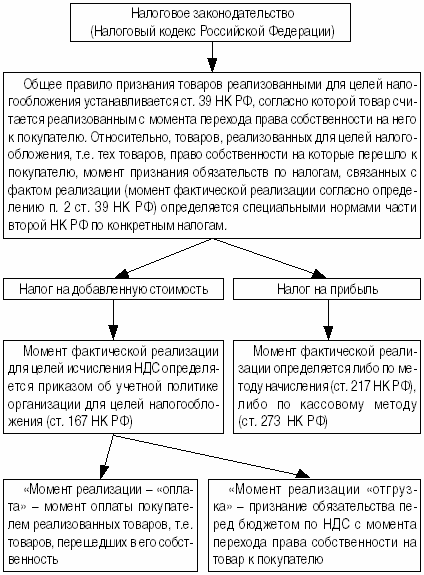 Налоговое законодательство
(Налоговый кодекс Российской Федерации)
Общее правило признания товаров реализованными для целей нало-
гообложения устанавливается ст. 39 НК РФ, согласно которой товар счи-
тается реализованным с момента перехода права собственности на него
к покупателю. Относительно, товаров, реализованных для целей налого-
обложения, т.е. тех товаров, право собственности на которые перешло к
покупателю, момент признания обязательств по налогам, связанных с
фактом реализации (момент фактической реализации согласно опреде-
лению п. 2 ст. 39 НК РФ) определяется специальными нормами части
второй НК РФ по конкретным налогам.
Налог на добавленную стоимость
Налог на прибыль
Момент фактической реализации
для целей исчисления НДС определя-
ется приказом об учетной политике
организации для целей налогообло-
жения (ст. 167 НК РФ)
Момент фактической реали-
зации определяется либо по ме-
тоду начисления (ст. 217 НК РФ),
либо по кассовому методу
(ст. 273 НК РФ)
«Момент реализации – «опла-
та» – момент оплаты покупате-
лем реализованных товаров, т.е.
товаров, перешедших в его собст-
венность
«Момент реализации «отгруз-
ка» – признание обязательства пе-
ред бюджетом по НДС с момента
перехода права собственности на
товар к покупателю